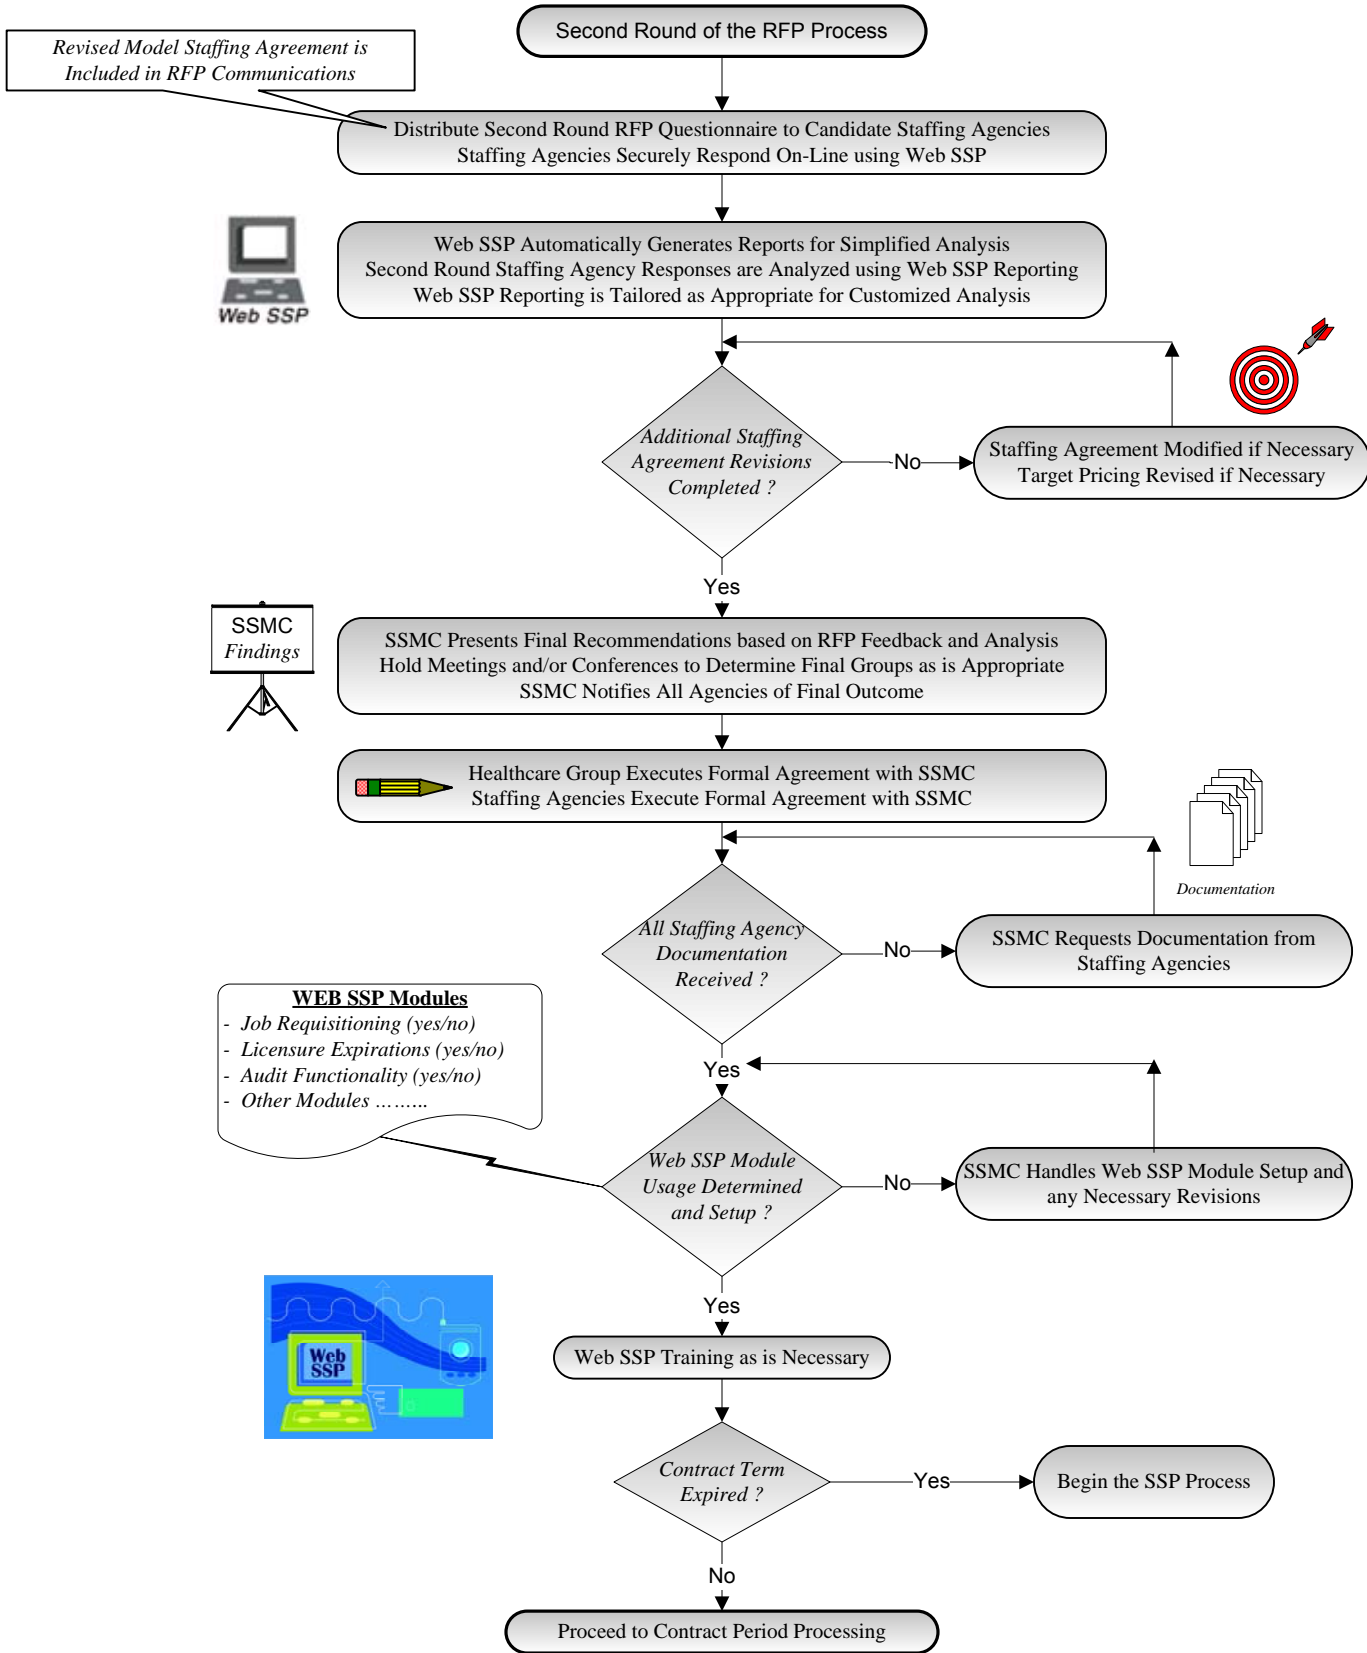 Second Round of the RFP Process
Revised Model Staffing Agreement is
Included in RFP Communications
Distribute Second Round RFP Questionnaire to Candidate Staffing Agencies
Staffing Agencies Securely Respond On-Line using Web SSP
Web SSP
Web SSP Automatically Generates Reports for Simplified Analysis
Second Round Staffing Agency Responses are Analyzed using Web SSP Reporting
Web SSP Reporting is Tailored as Appropriate for Customized Analysis
Additional Staffing
Agreement Revisions
Completed ?
No
Staffing Agreement Modified if Necessary
Target Pricing Revised if Necessary
Yes
SSMC
Findings
SSMC Presents Final Recommendations based on RFP Feedback and Analysis
Hold Meetings and/or Conferences to Determine Final Groups as is Appropriate
SSMC Notifies All Agencies of Final Outcome
Healthcare Group Executes Formal Agreement with SSMC
Staffing Agencies Execute Formal Agreement with SSMC
Documentation
All Staffing Agency
Documentation
Received ?
No
SSMC Requests Documentation from
Staffing Agencies
Yes
WEB SSP Modules
- Job Requisitioning (yes/no)
- Licensure Expirations (yes/no)
- Audit Functionality (yes/no)
- Other Modules ……...
Web SSP Module
Usage Determined
and Setup ?
No
SSMC Handles Web SSP Module Setup and
any Necessary Revisions
Yes
Web
SSP
Web SSP Training as is Necessary
Contract Term
Expired ?
Yes
Begin the SSP Process
No
Proceed to Contract Period Processing